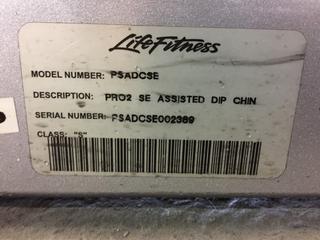 LifeFitness
MODEL NUMBER: PSADCSE
DESCRIPTION: PRO2 SE ASSISTED DIP CHIN
SERIAL NUMBER: PSADCSE002389
CLASS: "S"